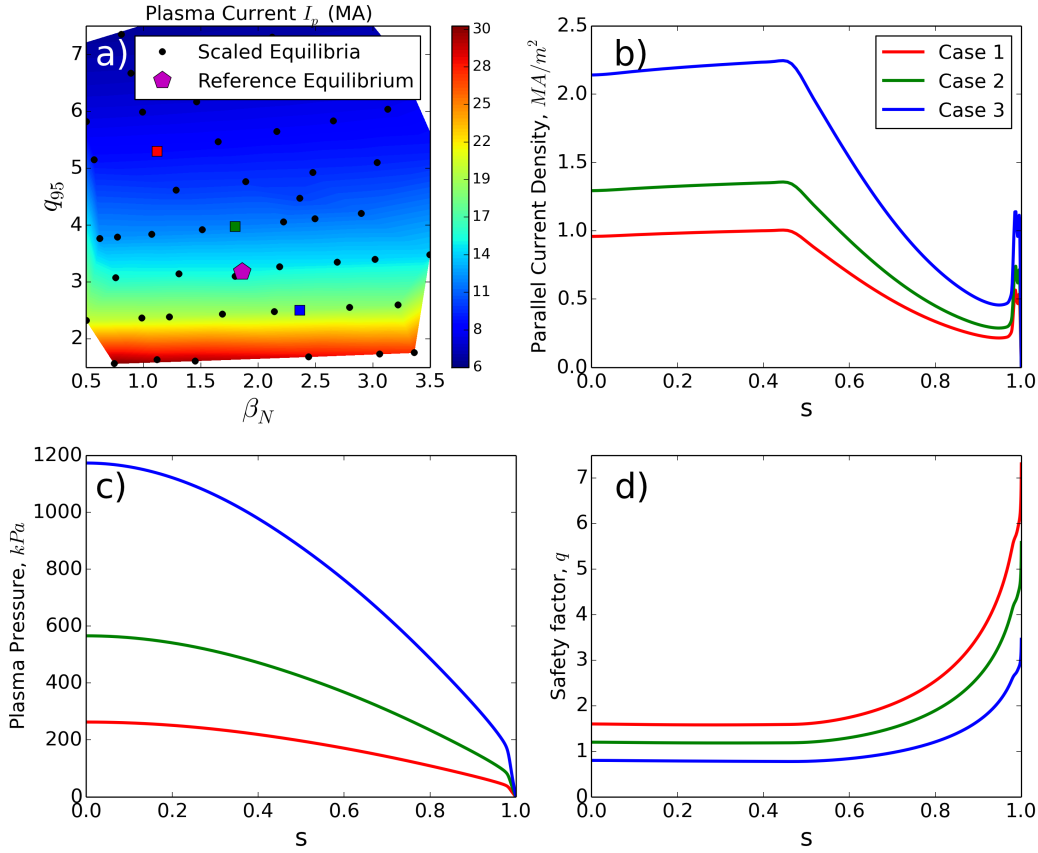 Plasma Current I_p (MA)
a)
Scaled Equilibria
Reference Equilibrium
7
6
5
4
3
2
q_95
0.5 1.0 1.5 2.0 2.5 3.0 3.5
β_N
30
28
25
22
19
17
14
11
8
6
b)
Case 1
Case 2
Case 3
2.5
2.0
1.5
1.0
0.5
0.0
Parallel Current Density, MA/m²
0.0 0.2 0.4 0.6 0.8 1.0
s
c)
1200
1000
800
600
400
200
0
Plasma Pressure, kPa
0.0 0.2 0.4 0.6 0.8 1.0
s
d)
7
6
5
4
3
2
1
0
Safety factor, q
0.0 0.2 0.4 0.6 0.8 1.0
s